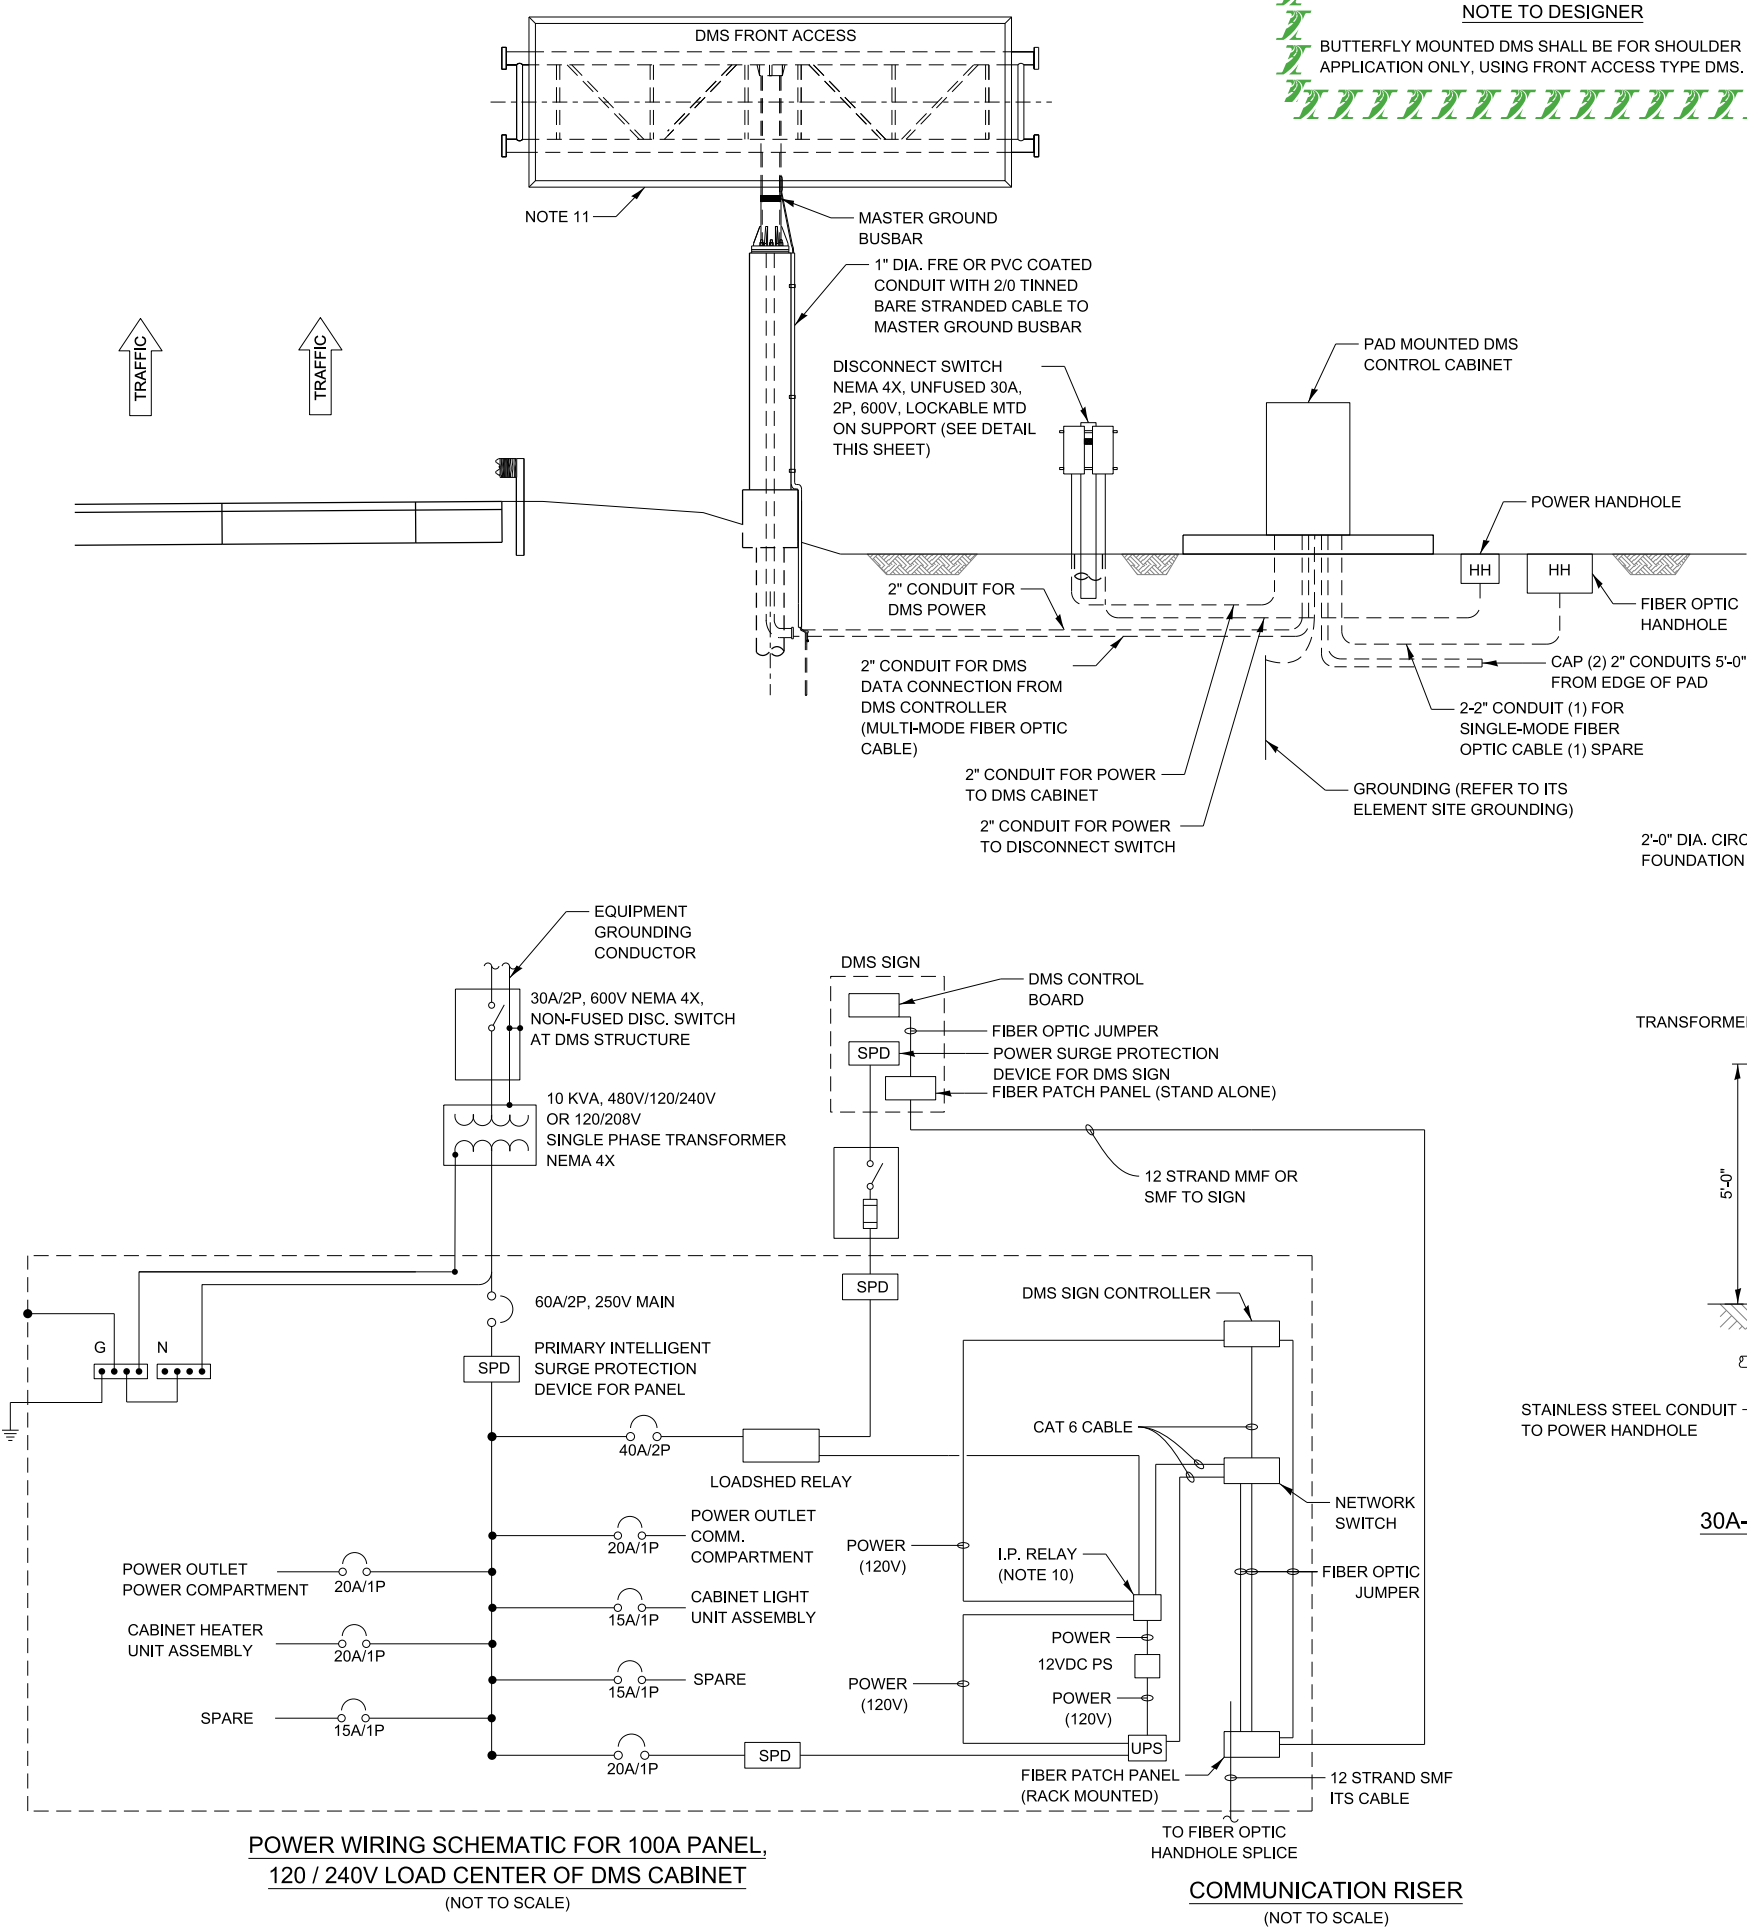 NOTE TO DESIGNER
BUTTERFLY MOUNTED DMS SHALL BE FOR SHOULDER
APPLICATION ONLY, USING FRONT ACCESS TYPE DMS.
DMS FRONT ACCESS
NOTE 11
MASTER GROUND
BUSBAR
1" DIA. FRE OR PVC COATED
CONDUIT WITH 2/0 TINNED
BARE STRANDED CABLE TO
MASTER GROUND BUSBAR
TRAFFIC
TRAFFIC
DISCONNECT SWITCH
NEMA 4X, UNFUSED 30A,
2P, 600V, LOCKABLE MTD
ON SUPPORT (SEE DETAIL
THIS SHEET)
PAD MOUNTED DMS
CONTROL CABINET
POWER HANDHOLE
HH
HH
2" CONDUIT FOR
DMS POWER
FIBER OPTIC
HANDHOLE
2" CONDUIT FOR DMS
DATA CONNECTION FROM
DMS CONTROLLER
(MULTI-MODE FIBER OPTIC
CABLE)
CAP (2) 2" CONDUITS 5'-0"
FROM EDGE OF PAD
2-2" CONDUIT (1) FOR
SINGLE-MODE FIBER
OPTIC CABLE (1) SPARE
2" CONDUIT FOR POWER
TO DMS CABINET
GROUNDING (REFER TO ITS
ELEMENT SITE GROUNDING)
2" CONDUIT FOR POWER
TO DISCONNECT SWITCH
2'-0" DIA. CIRC
FOUNDATION
EQUIPMENT
GROUNDING
CONDUCTOR
30A/2P, 600V NEMA 4X,
NON-FUSED DISC. SWITCH
AT DMS STRUCTURE
10 KVA, 480V/120/240V
OR 120/208V
SINGLE PHASE TRANSFORMER
NEMA 4X
DMS SIGN
DMS CONTROL
BOARD
FIBER OPTIC JUMPER
SPD
POWER SURGE PROTECTION
DEVICE FOR DMS SIGN
FIBER PATCH PANEL (STAND ALONE)
12 STRAND MMF OR
SMF TO SIGN
TRANSFORMER
5'-0"
SPD
60A/2P, 250V MAIN
DMS SIGN CONTROLLER
G
N
SPD
PRIMARY INTELLIGENT
SURGE PROTECTION
DEVICE FOR PANEL
40A/2P
LOADSHED RELAY
CAT 6 CABLE
STAINLESS STEEL CONDUIT
TO POWER HANDHOLE
NETWORK
SWITCH
30A-
20A/1P
POWER OUTLET
COMM.
COMPARTMENT
POWER
(120V)
I.P. RELAY
(NOTE 10)
POWER OUTLET
POWER COMPARTMENT
20A/1P
FIBER OPTIC
JUMPER
15A/1P
CABINET LIGHT
UNIT ASSEMBLY
CABINET HEATER
UNIT ASSEMBLY
20A/1P
POWER
12VDC PS
15A/1P
SPARE
POWER
(120V)
POWER
(120V)
SPARE
15A/1P
20A/1P
SPD
UPS
FIBER PATCH PANEL
(RACK MOUNTED)
12 STRAND SMF
ITS CABLE
TO FIBER OPTIC
HANDHOLE SPLICE
POWER WIRING SCHEMATIC FOR 100A PANEL,
120 / 240V LOAD CENTER OF DMS CABINET
(NOT TO SCALE)
COMMUNICATION RISER
(NOT TO SCALE)